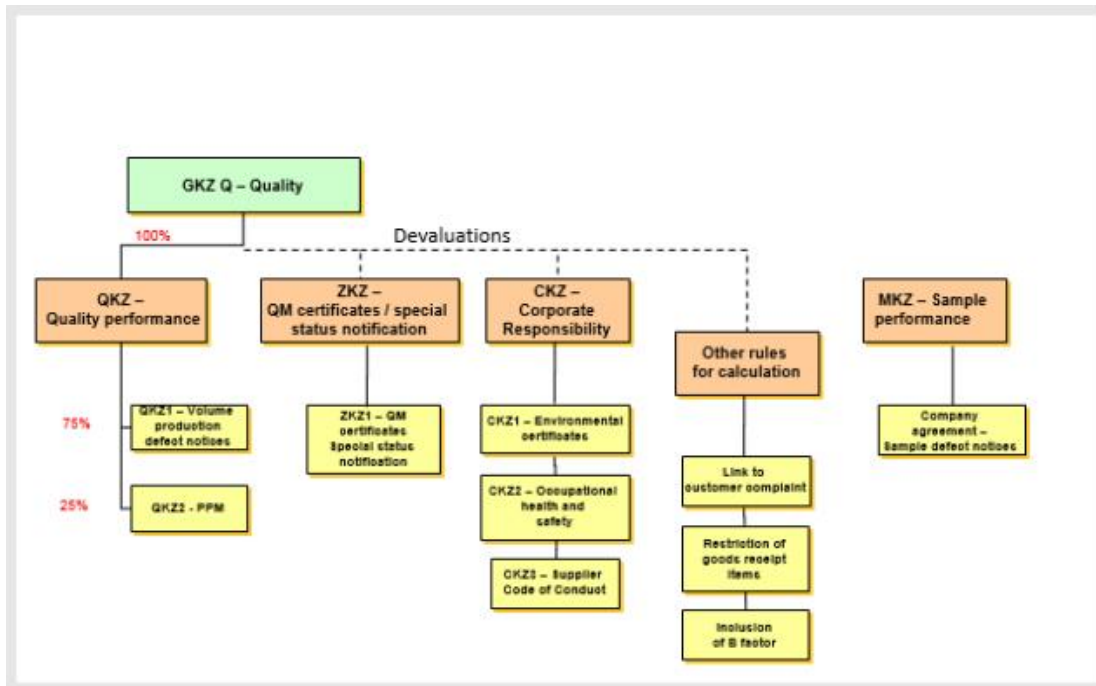 GKZ Q – Quality
100%
Devaluations
QKZ –
Quality performance
ZKZ –
QM certificates / special
status notification
CKZ –
Corporate
Responsibility
MKZ – Sample
performance
Other rules
for calculation
75%
QKZ1 – Volume
production
defect notices
ZKZ1 – QM
certificates
Special status
notification
CKZ1 – Environmental
certificates
Company
agreement –
Sample defect notices
Link to
customer complaint
25%
QKZ2 - PPM
CKZ2 – Occupational
health and
safety
Restriction of
goods receipt
items
CKZ3 – Supplier
Code of Conduct
Inclusion
of B factor